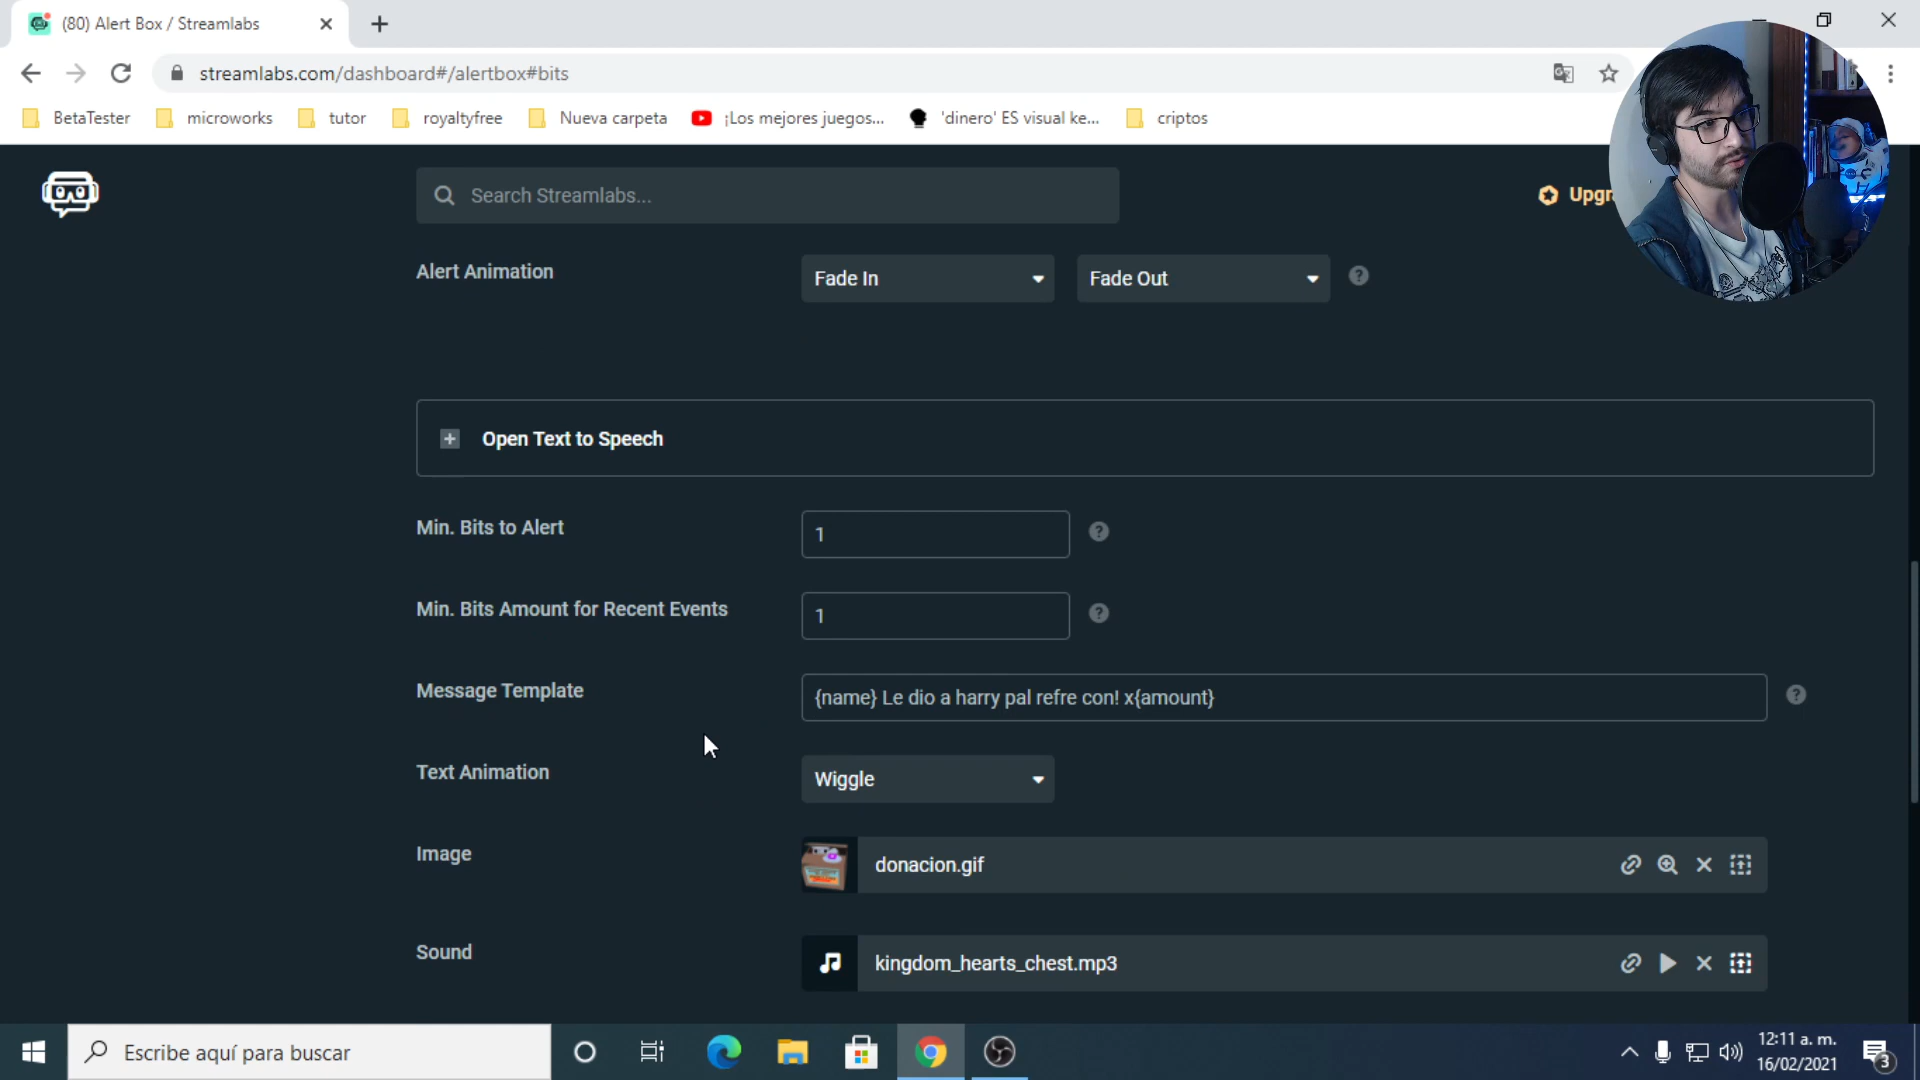 (80) Alert Box / Streamlabs
streamlabs.com/dashboard#/alertbox#bits
BetaTester
microworks
tutor
royaltyfree
Nueva carpeta
¡Los mejores juegos...
'dinero' ES visual ke...
criptos
Search Streamlabs...
Alert Animation
Fade In
Fade Out
Open Text to Speech
Min. Bits to Alert
1
Min. Bits Amount for Recent Events
1
Message Template
{name} Le dio a harry pal refre con! x{amount}
Text Animation
Wiggle
Image
donacion.gif
Sound
kingdom_hearts_chest.mp3
Escribe aquí para buscar
12:11 a. m.
16/02/2021
3